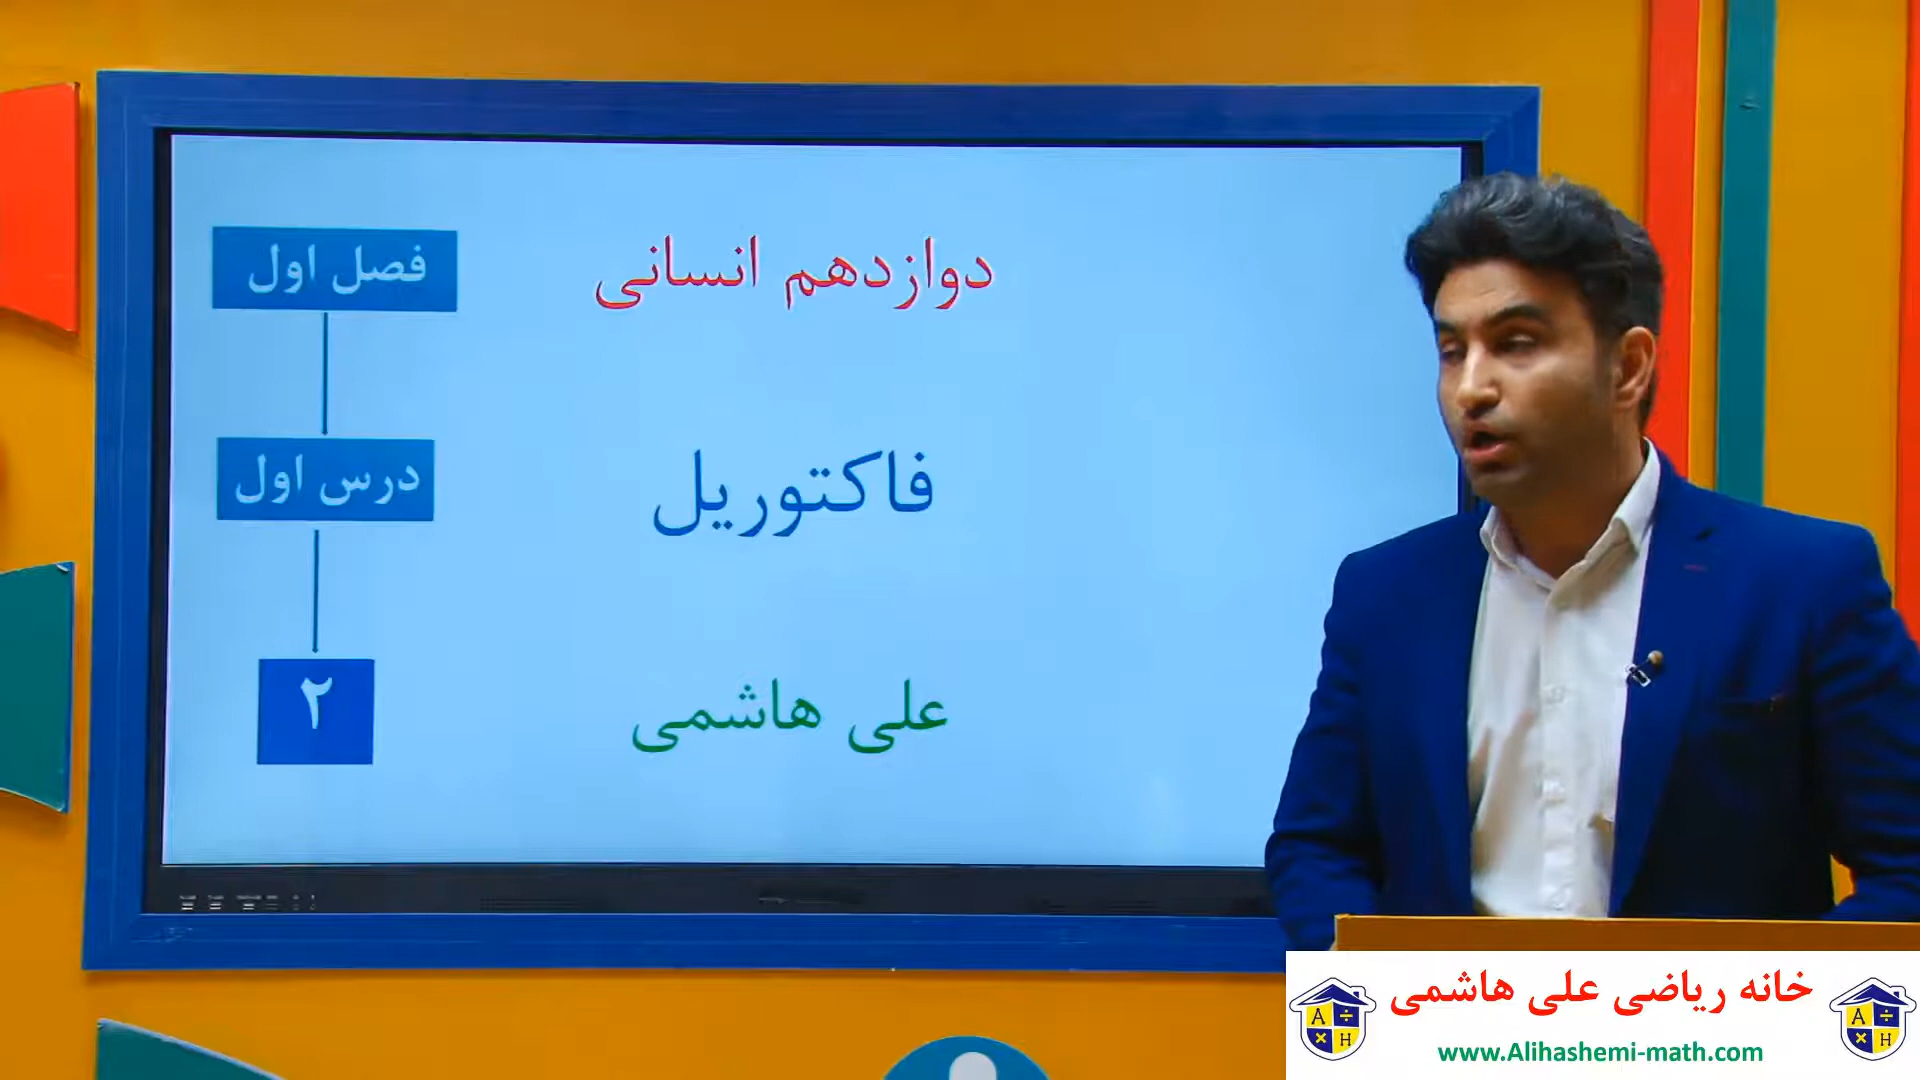 دوازدهم انسانی
فاکتوریل
علی هاشمی
فصل اول
درس اول
۲
خانه ریاضی علی هاشمی
A ÷ × H
A ÷ × H
www.Alihashemi-math.com